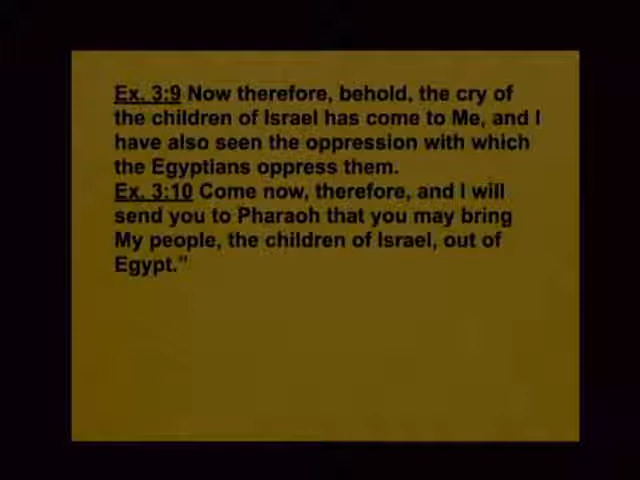 Ex. 3:9 Now therefore, behold, the cry of
the children of Israel has come to Me, and I
have also seen the oppression with which
the Egyptians oppress them.
Ex. 3:10 Come now, therefore, and I will
send you to Pharaoh that you may bring
My people, the children of Israel, out of
Egypt.”